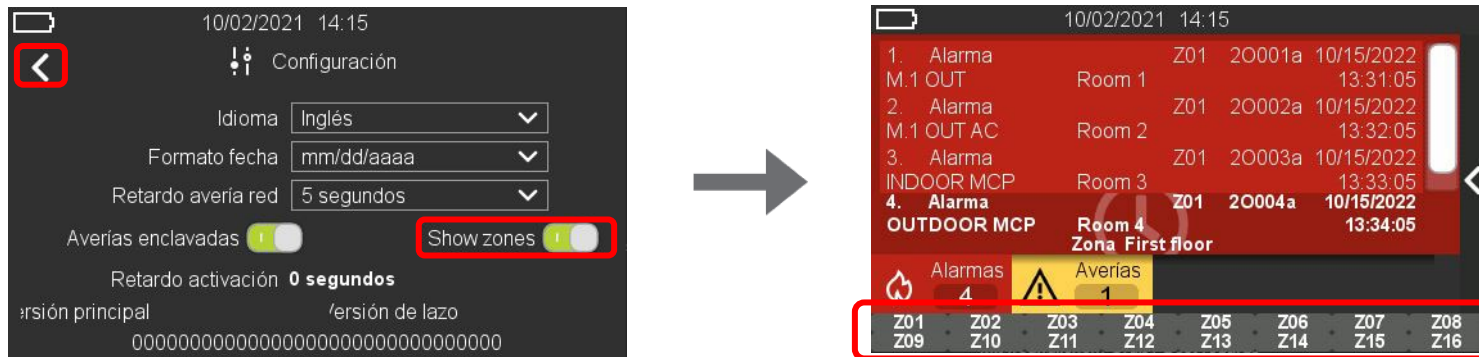 10/02/2021 14:15
Configuración
Idioma Inglés
Formato fecha mm/dd/aaaa
Retardo avería red 5 segundos
Averías enclavadas Show zones
Retardo activación 0 segundos
ersión principal ersión de lazo
00000000000000000000000000000000
10/02/2021 14:15
1. Alarma Z01 2O001a 10/15/2022
M.1 OUT Room 1 13:31:05
2. Alarma Z01 2O002a 10/15/2022
M.1 OUT AC Room 2 13:32:05
3. Alarma Z01 2O003a 10/15/2022
INDOOR MCP Room 3 13:33:05
4. Alarma Z01 2O004a 10/15/2022
OUTDOOR MCP Room 4 13:34:05
Zona First floor
Alarmas Averías
4 1
Z01 Z02 Z03 Z04 Z05 Z06 Z07 Z08
Z09 Z10 Z11 Z12 Z13 Z14 Z15 Z16